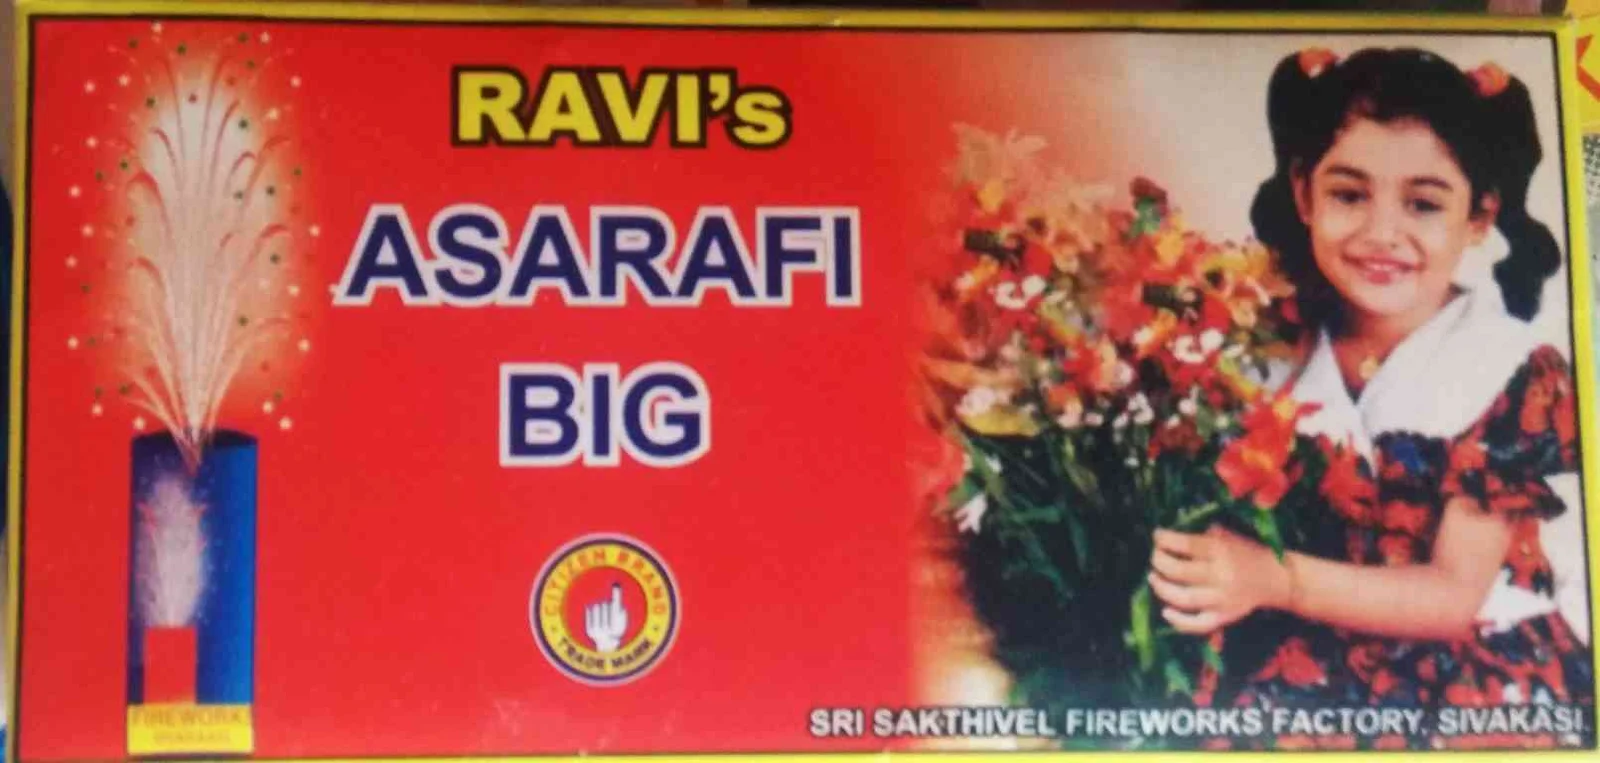 RAVI's
ASARAFI
BIG
CITIZEN BRAND
TRADE MARK
SRI SAKTHIVEL FIREWORKS FACTORY, SIVAKASI.
FIREWORKS